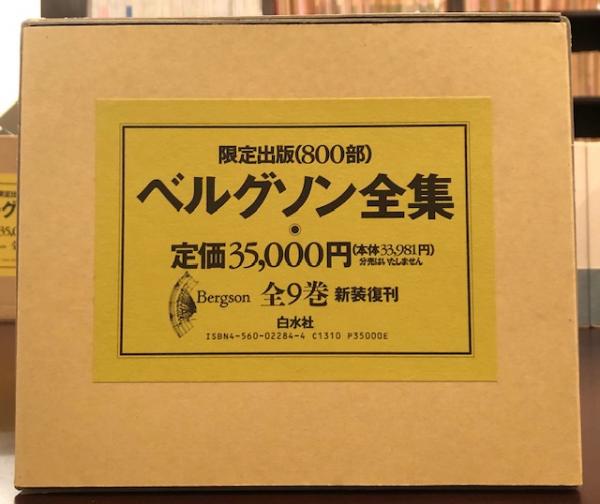 限定出版(800部)
ベルグソン全集
定価35,000円(本体33,981円)
分売はいたしません
Bergson 全9巻 新装復刊
白水社
ISBN4-560-02284-4 C1310 P35000E